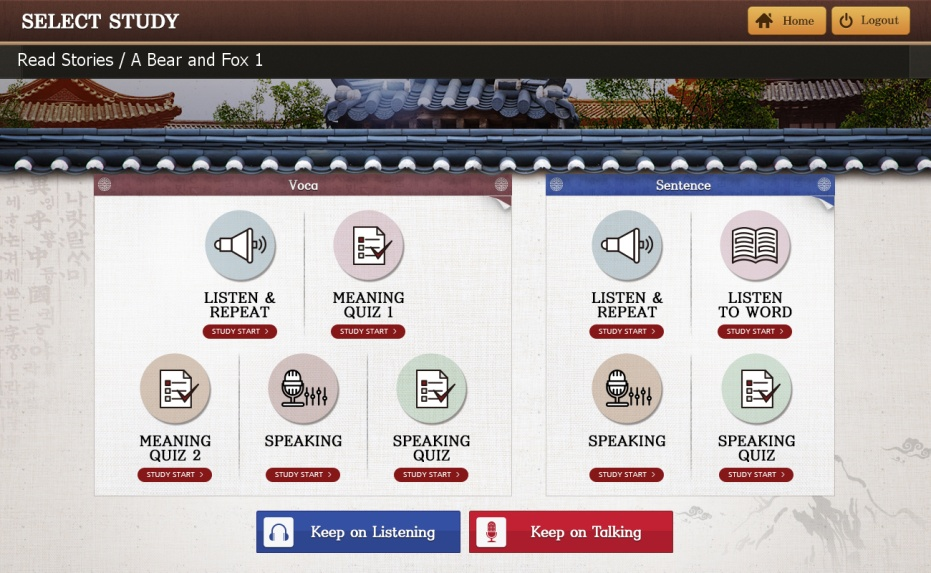 SELECT STUDY
Home
Logout
Read Stories / A Bear and Fox 1
Voca
LISTEN &
REPEAT
STUDY START >
MEANING
QUIZ 1
STUDY START >
MEANING
QUIZ 2
STUDY START >
SPEAKING
STUDY START >
SPEAKING
QUIZ
STUDY START >
Sentence
LISTEN &
REPEAT
STUDY START >
LISTEN
TO WORD
STUDY START >
SPEAKING
STUDY START >
SPEAKING
QUIZ
STUDY START >
Keep on Listening
Keep on Talking